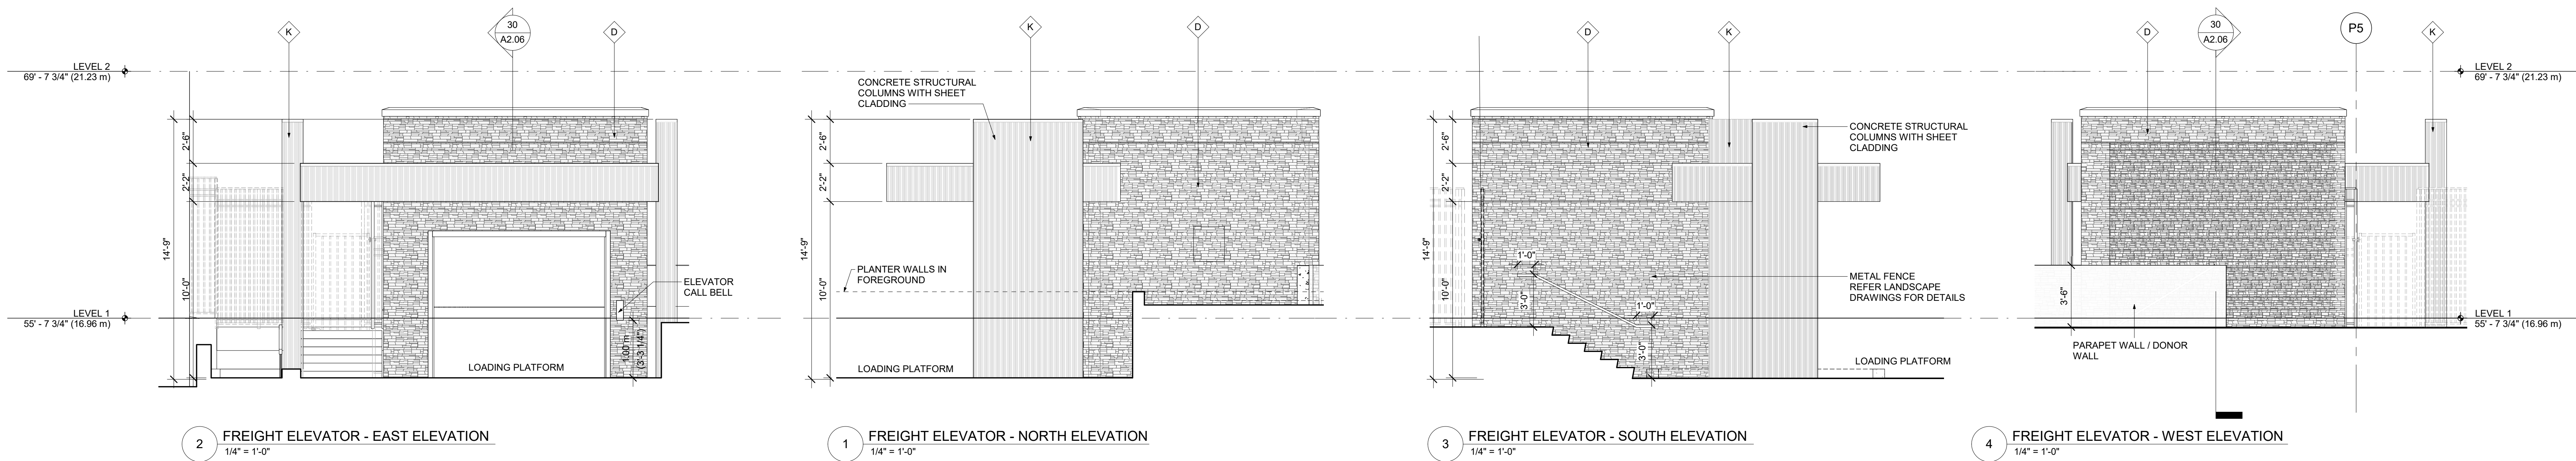 LEVEL 2
69' - 7 3/4" (21.23 m)
K
30
A2.06
D
2'-6"
2'-2"
14'-9"
10'-0"
ELEVATOR
CALL BELL
LEVEL 1
55' - 7 3/4" (16.96 m)
1.00 m
(3'-3 1/4")
LOADING PLATFORM
2
FREIGHT ELEVATOR - EAST ELEVATION
1/4" = 1'-0"
K
D
CONCRETE STRUCTURAL
COLUMNS WITH SHEET
CLADDING
2'-6"
2'-2"
14'-9"
10'-0"
PLANTER WALLS IN
FOREGROUND
LOADING PLATFORM
1
FREIGHT ELEVATOR - NORTH ELEVATION
1/4" = 1'-0"
D
K
CONCRETE STRUCTURAL
COLUMNS WITH SHEET
CLADDING
2'-6"
2'-2"
14'-9"
10'-0"
1'-0"
3'-0"
1'-0"
3'-0"
METAL FENCE
REFER LANDSCAPE
DRAWINGS FOR DETAILS
LOADING PLATFORM
3
FREIGHT ELEVATOR - SOUTH ELEVATION
1/4" = 1'-0"
D
30
A2.06
P5
K
LEVEL 2
69' - 7 3/4" (21.23 m)
3'-6"
LEVEL 1
55' - 7 3/4" (16.96 m)
PARAPET WALL / DONOR
WALL
4
FREIGHT ELEVATOR - WEST ELEVATION
1/4" = 1'-0"